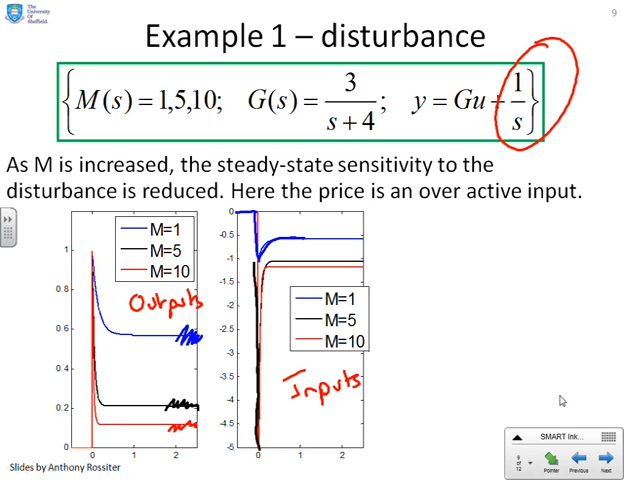 The
University
Of
Sheffield.
9
Example 1 – disturbance
{M(s) = 1,5,10; G(s) = 3/(s+4); y = Gu + 1/s}
As M is increased, the steady-state sensitivity to the
disturbance is reduced. Here the price is an over active input.
1
0.8
0.6
0.4
0.2
0
0 1 2
M=1
M=5
M=10
Outputs
0
-0.5
-1
-1.5
-2
-2.5
-3
-3.5
-4
-4.5
-5
0 1 2
M=1
M=5
M=10
Inputs
Slides by Anthony Rossiter
SMART Ink...
9
of
12
Pointer Previous Next